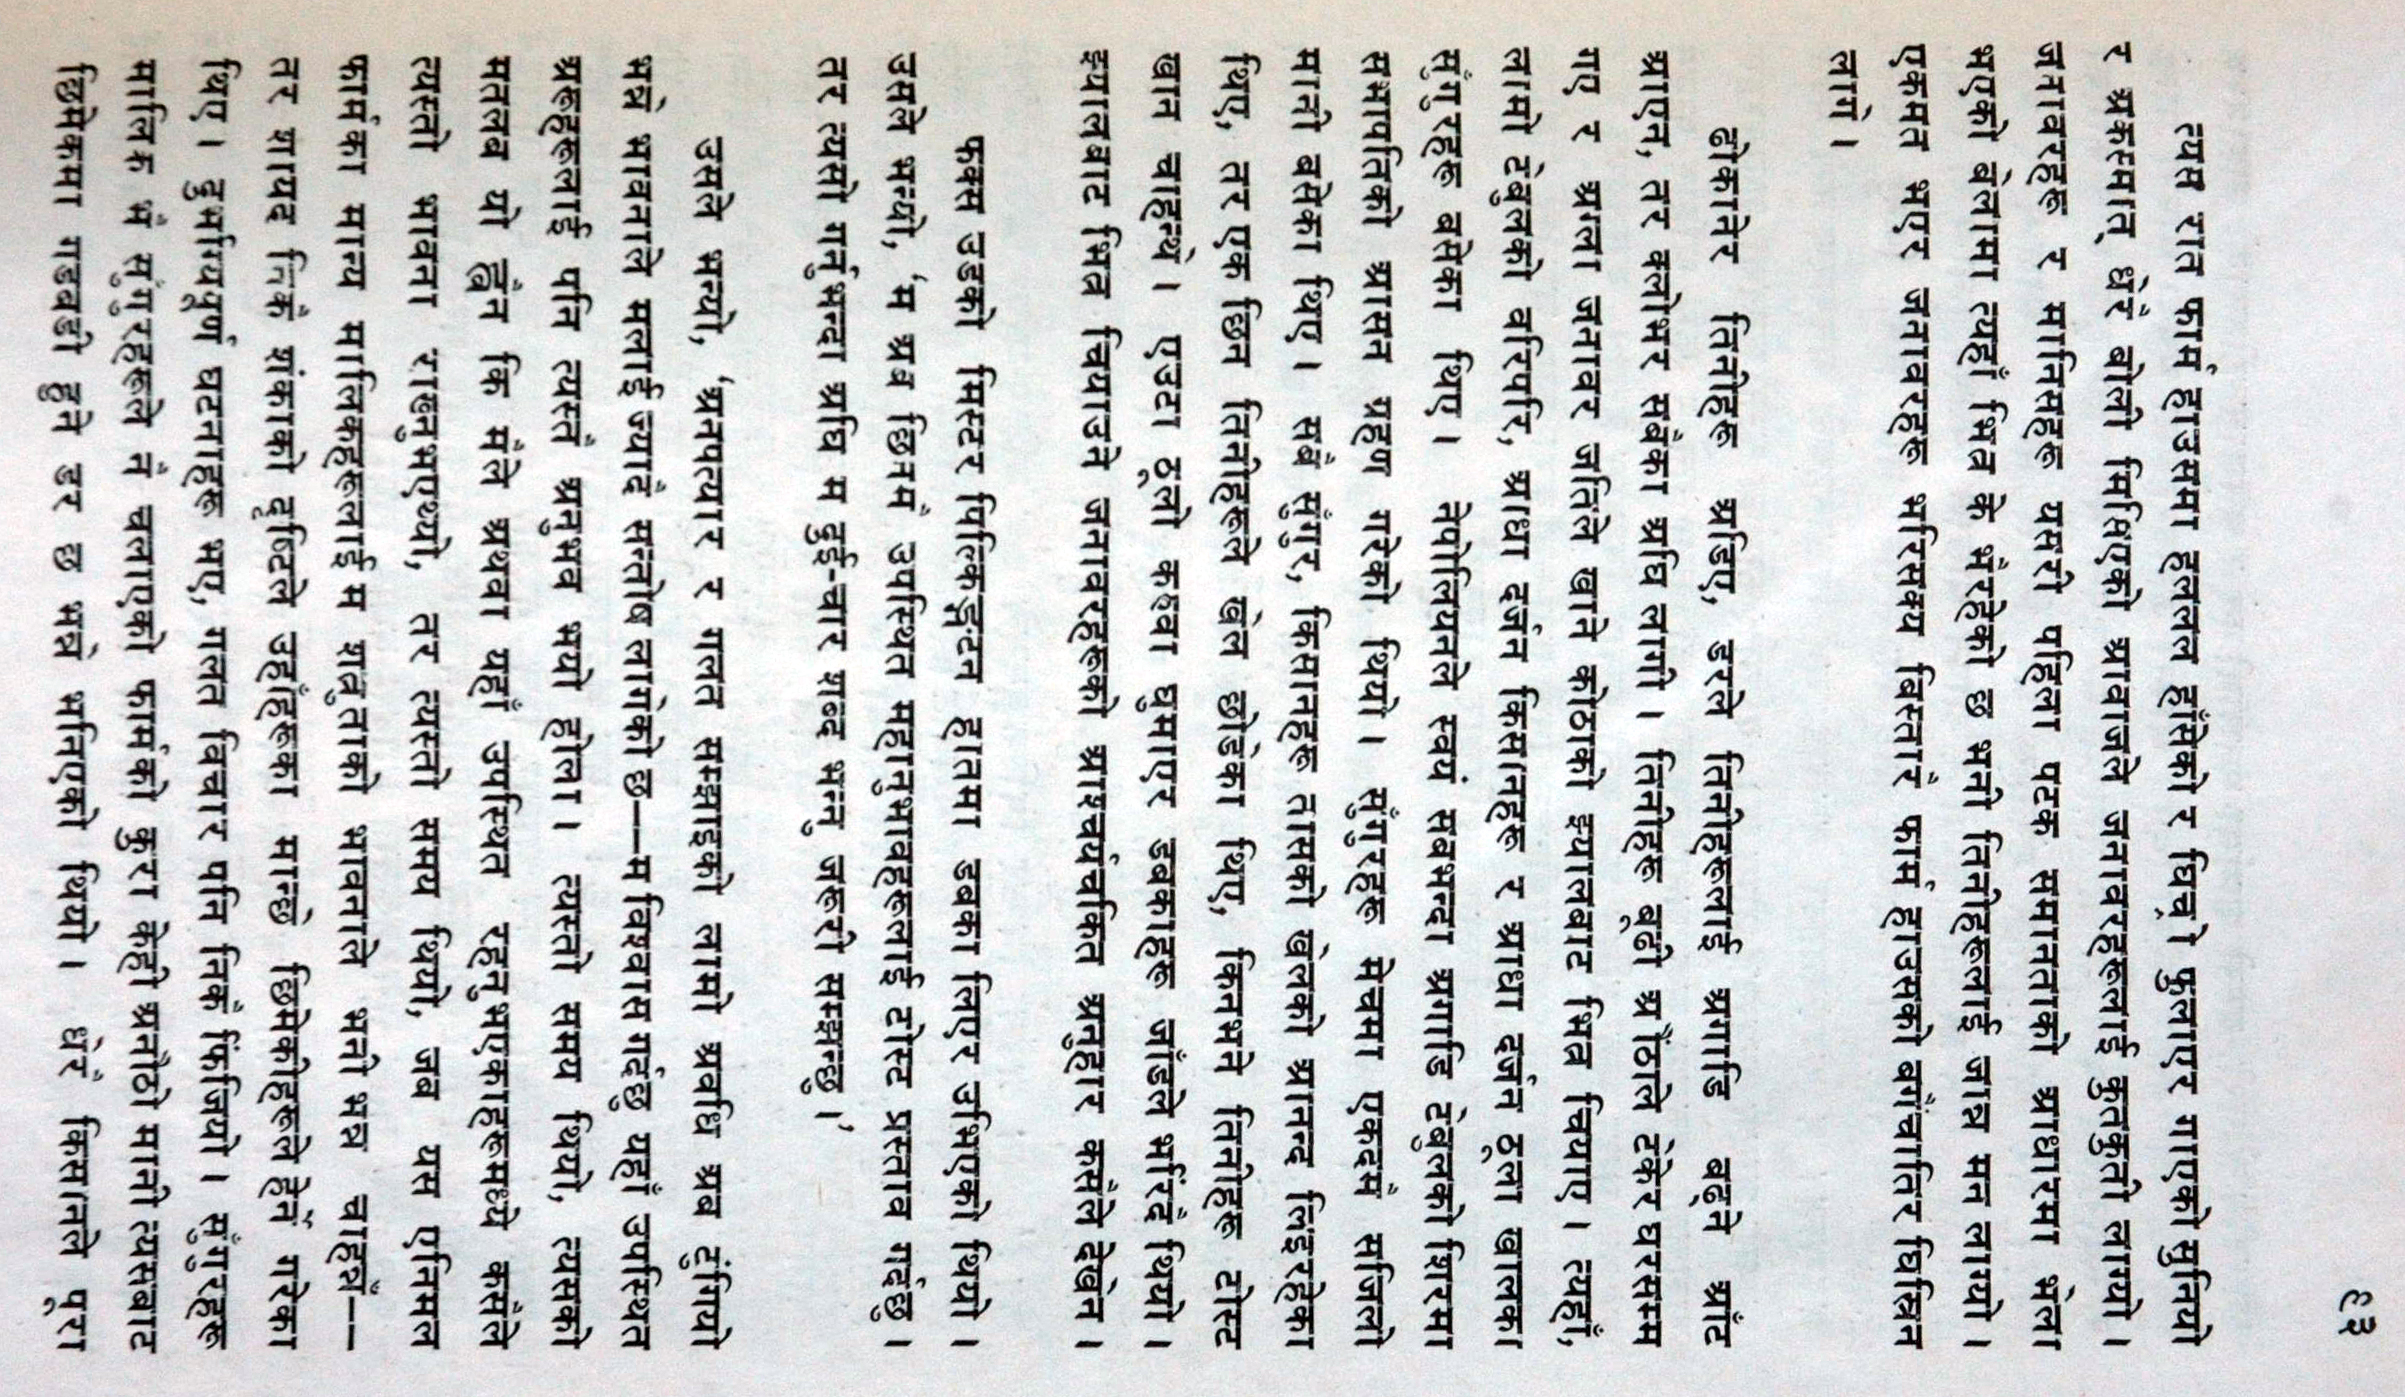 ९३
त्यस रात फार्म हाउसमा हललल हाँसेको र घिच्रो फुलाएर गाएको सुनियो
र अकस्मात् धेरै बोली मिसिएको आवाजले जनावरहरूलाई कुतकुती लाग्यो ।
जनावरहरू र मानिसहरू यसरी पहिला पटक समानताको आधारमा भेला
भएको बेलामा त्यहाँ भित्र के भैरहेको छ भनी तिनीहरूलाई जान्न मन लाग्यो ।
एकमत भएर जनावरहरू भरिसक्य बिस्तारै फार्म हाउसको बगैंचातिर घस्रिन
लागे ।
ढोकानेर तिनीहरू अडिए, डरले तिनीहरूलाई अगाडि बढ्ने आँट
आएन, तर क्लोभर सबैका अघि लागी । तिनीहरू बूढी औंठाले टेकेर घरसम्म
गए र अग्ला जनावर जतिले खाने कोठाको झ्यालबाट भित्र चियाए । त्यहाँ,
लामो टेबुलको वरिपरि, आधा दर्जन किसानहरू र आधा दर्जन ठूला खालका
सुंगुरहरू बसेका थिए । नेपोलियनले स्वयं सबभन्दा अगाडि टेबुलको शिरमा
सभापतिको आसन ग्रहण गरेको थियो । सुंगुरहरू मेचमा एकदमै सजिलो
मानी बसेका थिए । सबै सुंगुर, किसानहरू तासको खेलको आनन्द लिइरहेका
थिए, तर एक छिन तिनीहरूले खेल छोडेका थिए, किनभने तिनीहरू टोस्ट
खान चाहन्थे । एउटा ठूलो कठवा घुमाएर डबकाहरू जाँडले भरिंदै थियो ।
झ्यालबाट भित्र चियाउने जनावरहरूको आश्चर्यचकित अनुहार कसैले देखेन ।
फक्स उडको मिस्टर पिल्किङ्टन हातमा डबका लिएर उभिएको थियो ।
उसले भन्यो, 'म अब छिनमै उपस्थित महानुभावहरूलाई टोस्ट प्रस्ताव गर्दछु ।
तर त्यसो गर्नुभन्दा अघि म दुई-चार शब्द भन्नु जरूरी सम्झन्छु ।'
उसले भन्यो, 'अनपत्यार र गलत सम्झाइको लामो अवधि अब टुंगियो
भन्ने भावनाले मलाई ज्यादै सन्तोष लागेको छ—म विश्वास गर्दछु यहाँ उपस्थित
अरूहरूलाई पनि त्यस्तै अनुभव भयो होला । त्यस्तो समय थियो, त्यसको
मतलब यो ह्वैन कि मैले अथवा यहाँ उपस्थित रहनुभएकाहरूमध्ये कसैले
त्यस्तो भावना राख्नुभएथ्यो, तर त्यस्तो समय थियो, जब यस एनिमल
फार्मका मान्य मालिकहरूलाई म शत्रुताको भावनाले भनी भन्न चाहन्नँ—
तर शायद निकै शंकाको दृष्टिले उहाँहरूका मान्छे छिमेकीहरूले हेर्ने गरेका
थिए । दुर्भाग्यपूर्ण घटनाहरू भए, गलत विचार पनि निकै फिंजियो । सुंगुरहरू
मालिक भै सुंगुरहरूले नै चलाएको फार्मको कुरा केही अनौठो मानी त्यसबाट
छिमेकमा गडबडी हुने डर छ भन्ने भनिएको थियो । धेरै किसानले पूरा